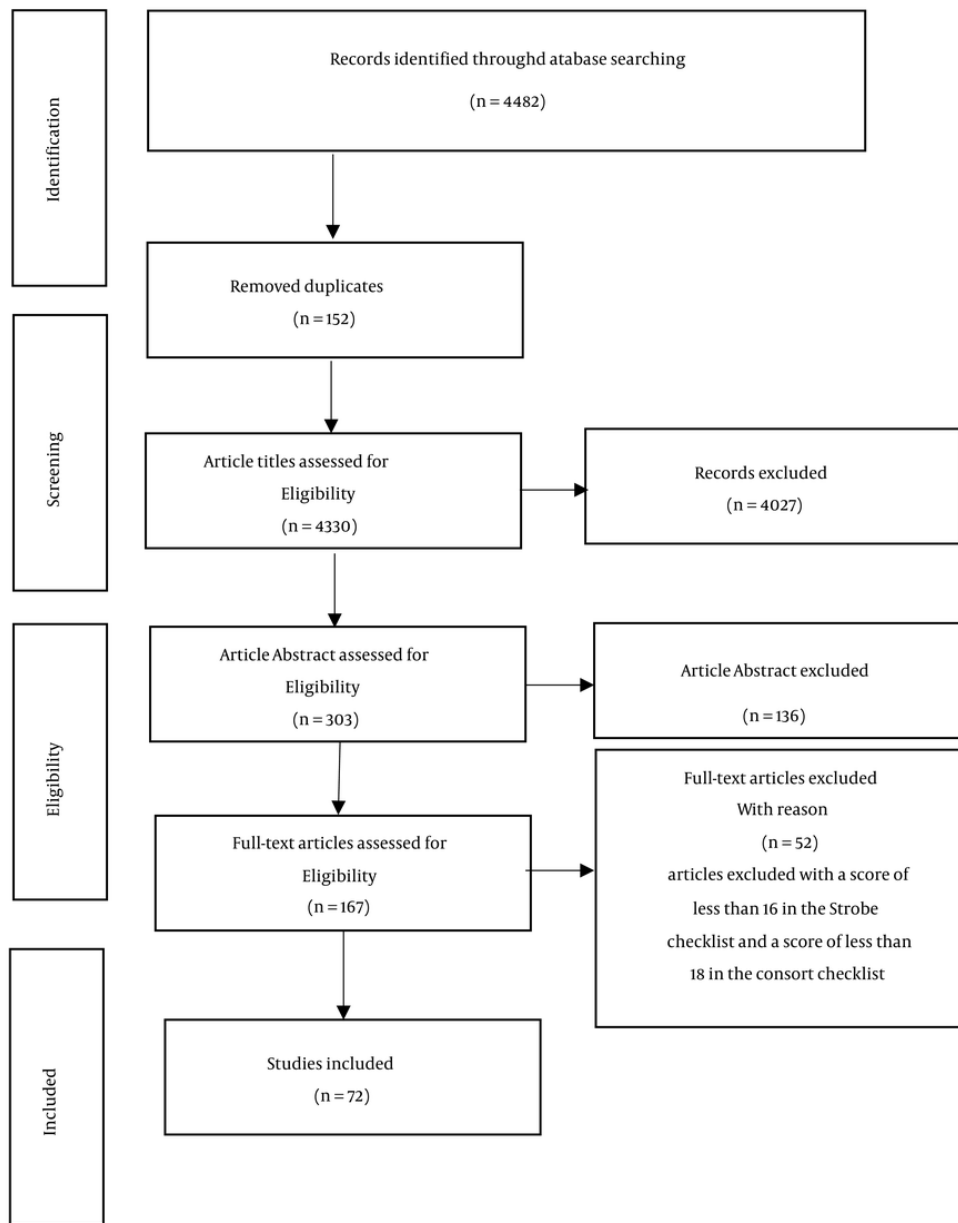 Identification
Records identified throughd atabase searching
(n = 4482)
Removed duplicates
(n = 152)
Screening
Article titles assessed for
Eligibility
(n = 4330)
Records excluded
(n = 4027)
Eligibility
Article Abstract assessed for
Eligibility
(n = 303)
Article Abstract excluded
(n = 136)
Full-text articles assessed for
Eligibility
(n = 167)
Full-text articles excluded
With reason
(n = 52)
articles excluded with a score of
less than 16 in the Strobe
checklist and a score of less than
18 in the consort checklist
Included
Studies included
(n = 72)